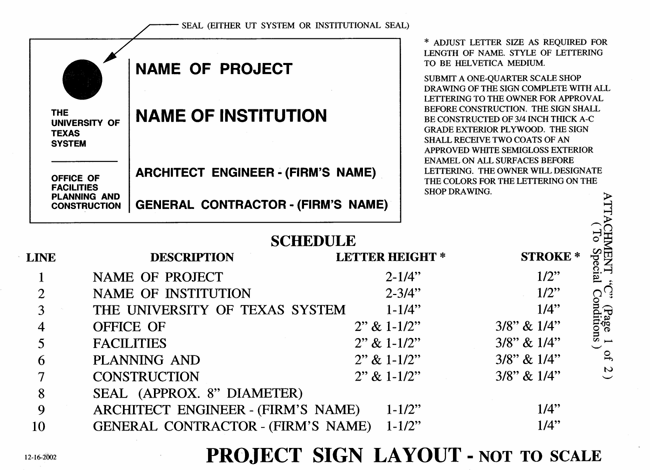 SEAL (EITHER UT SYSTEM OR INSTITUTIONAL SEAL)
NAME OF PROJECT
NAME OF INSTITUTION
THE
UNIVERSITY OF
TEXAS
SYSTEM
OFFICE OF
FACILITIES
PLANNING AND
CONSTRUCTION
ARCHITECT ENGINEER - (FIRM'S NAME)
GENERAL CONTRACTOR - (FIRM'S NAME)
* ADJUST LETTER SIZE AS REQUIRED FOR
LENGTH OF NAME. STYLE OF LETTERING
TO BE HELVETICA MEDIUM.
SUBMIT A ONE-QUARTER SCALE SHOP
DRAWING OF THE SIGN COMPLETE WITH ALL
LETTERING TO THE OWNER FOR APPROVAL
BEFORE CONSTRUCTION. THE SIGN SHALL
BE CONSTRUCTED OF 3/4 INCH THICK A-C
GRADE EXTERIOR PLYWOOD. THE SIGN
SHALL RECEIVE TWO COATS OF AN
APPROVED WHITE SEMIGLOSS EXTERIOR
ENAMEL ON ALL SURFACES BEFORE
LETTERING. THE OWNER WILL DESIGNATE
THE COLORS FOR THE LETTERING ON THE
SHOP DRAWING.
ATTACHMENT "C" (Page 1 of 2)
( To Special Conditions )
SCHEDULE
LINE DESCRIPTION LETTER HEIGHT * STROKE *
1 NAME OF PROJECT 2-1/4" 1/2"
2 NAME OF INSTITUTION 2-3/4" 1/2"
3 THE UNIVERSITY OF TEXAS SYSTEM 1-1/4" 1/4"
4 OFFICE OF 2" & 1-1/2" 3/8" & 1/4"
5 FACILITIES 2" & 1-1/2" 3/8" & 1/4"
6 PLANNING AND 2" & 1-1/2" 3/8" & 1/4"
7 CONSTRUCTION 2" & 1-1/2" 3/8" & 1/4"
8 SEAL (APPROX. 8" DIAMETER)
9 ARCHITECT ENGINEER - (FIRM'S NAME) 1-1/2" 1/4"
10 GENERAL CONTRACTOR - (FIRM'S NAME) 1-1/2" 1/4"
12-16-2002
PROJECT SIGN LAYOUT - NOT TO SCALE